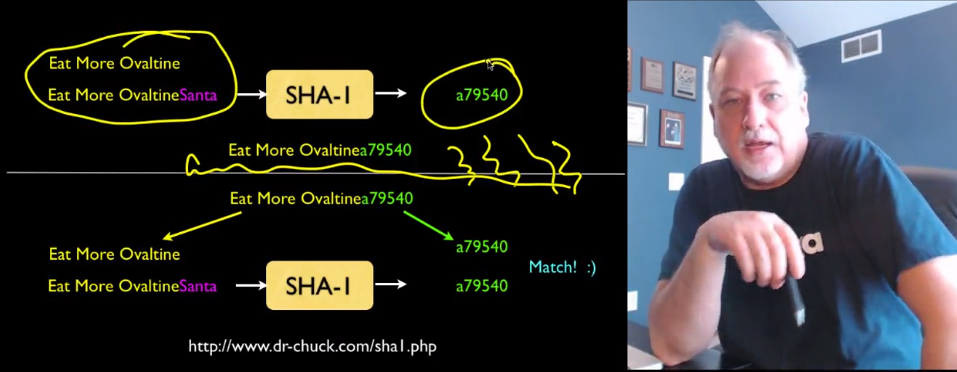 Eat More Ovaltine
Eat More OvaltineSanta
SHA-1
a79540
Eat More Ovaltinea79540
Eat More Ovaltinea79540
Eat More Ovaltine
a79540
Match! :)
Eat More OvaltineSanta
SHA-1
a79540
http://www.dr-chuck.com/sha1.php